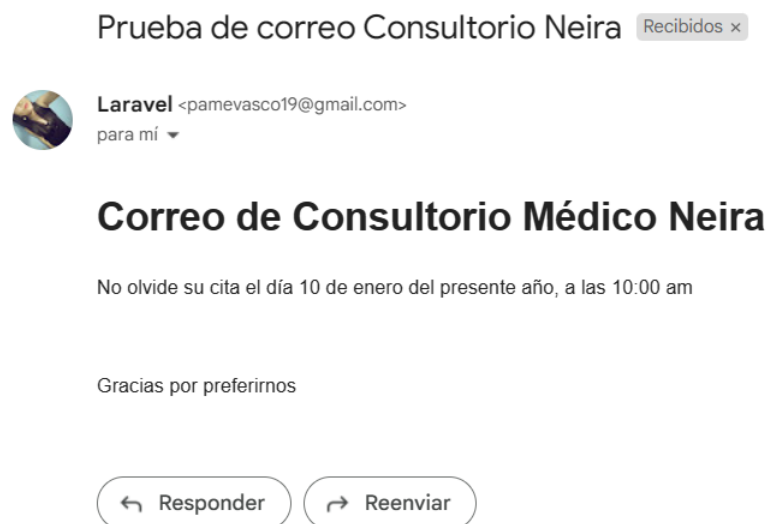 Prueba de correo Consultorio Neira Recibidos ×
Laravel <pamevasco19@gmail.com>
para mí
Correo de Consultorio Médico Neira
No olvide su cita el día 10 de enero del presente año, a las 10:00 am
Gracias por preferirnos
Responder Reenviar